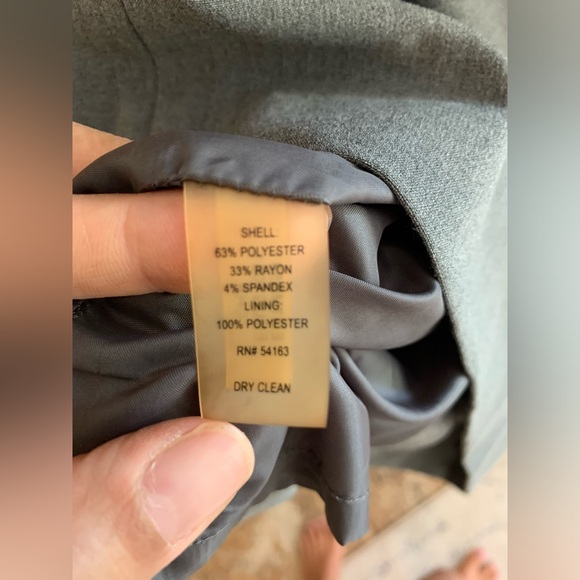 SHELL:
63% POLYESTER
33% RAYON
4% SPANDEX
LINING:
100% POLYESTER
RN# 54163
DRY CLEAN